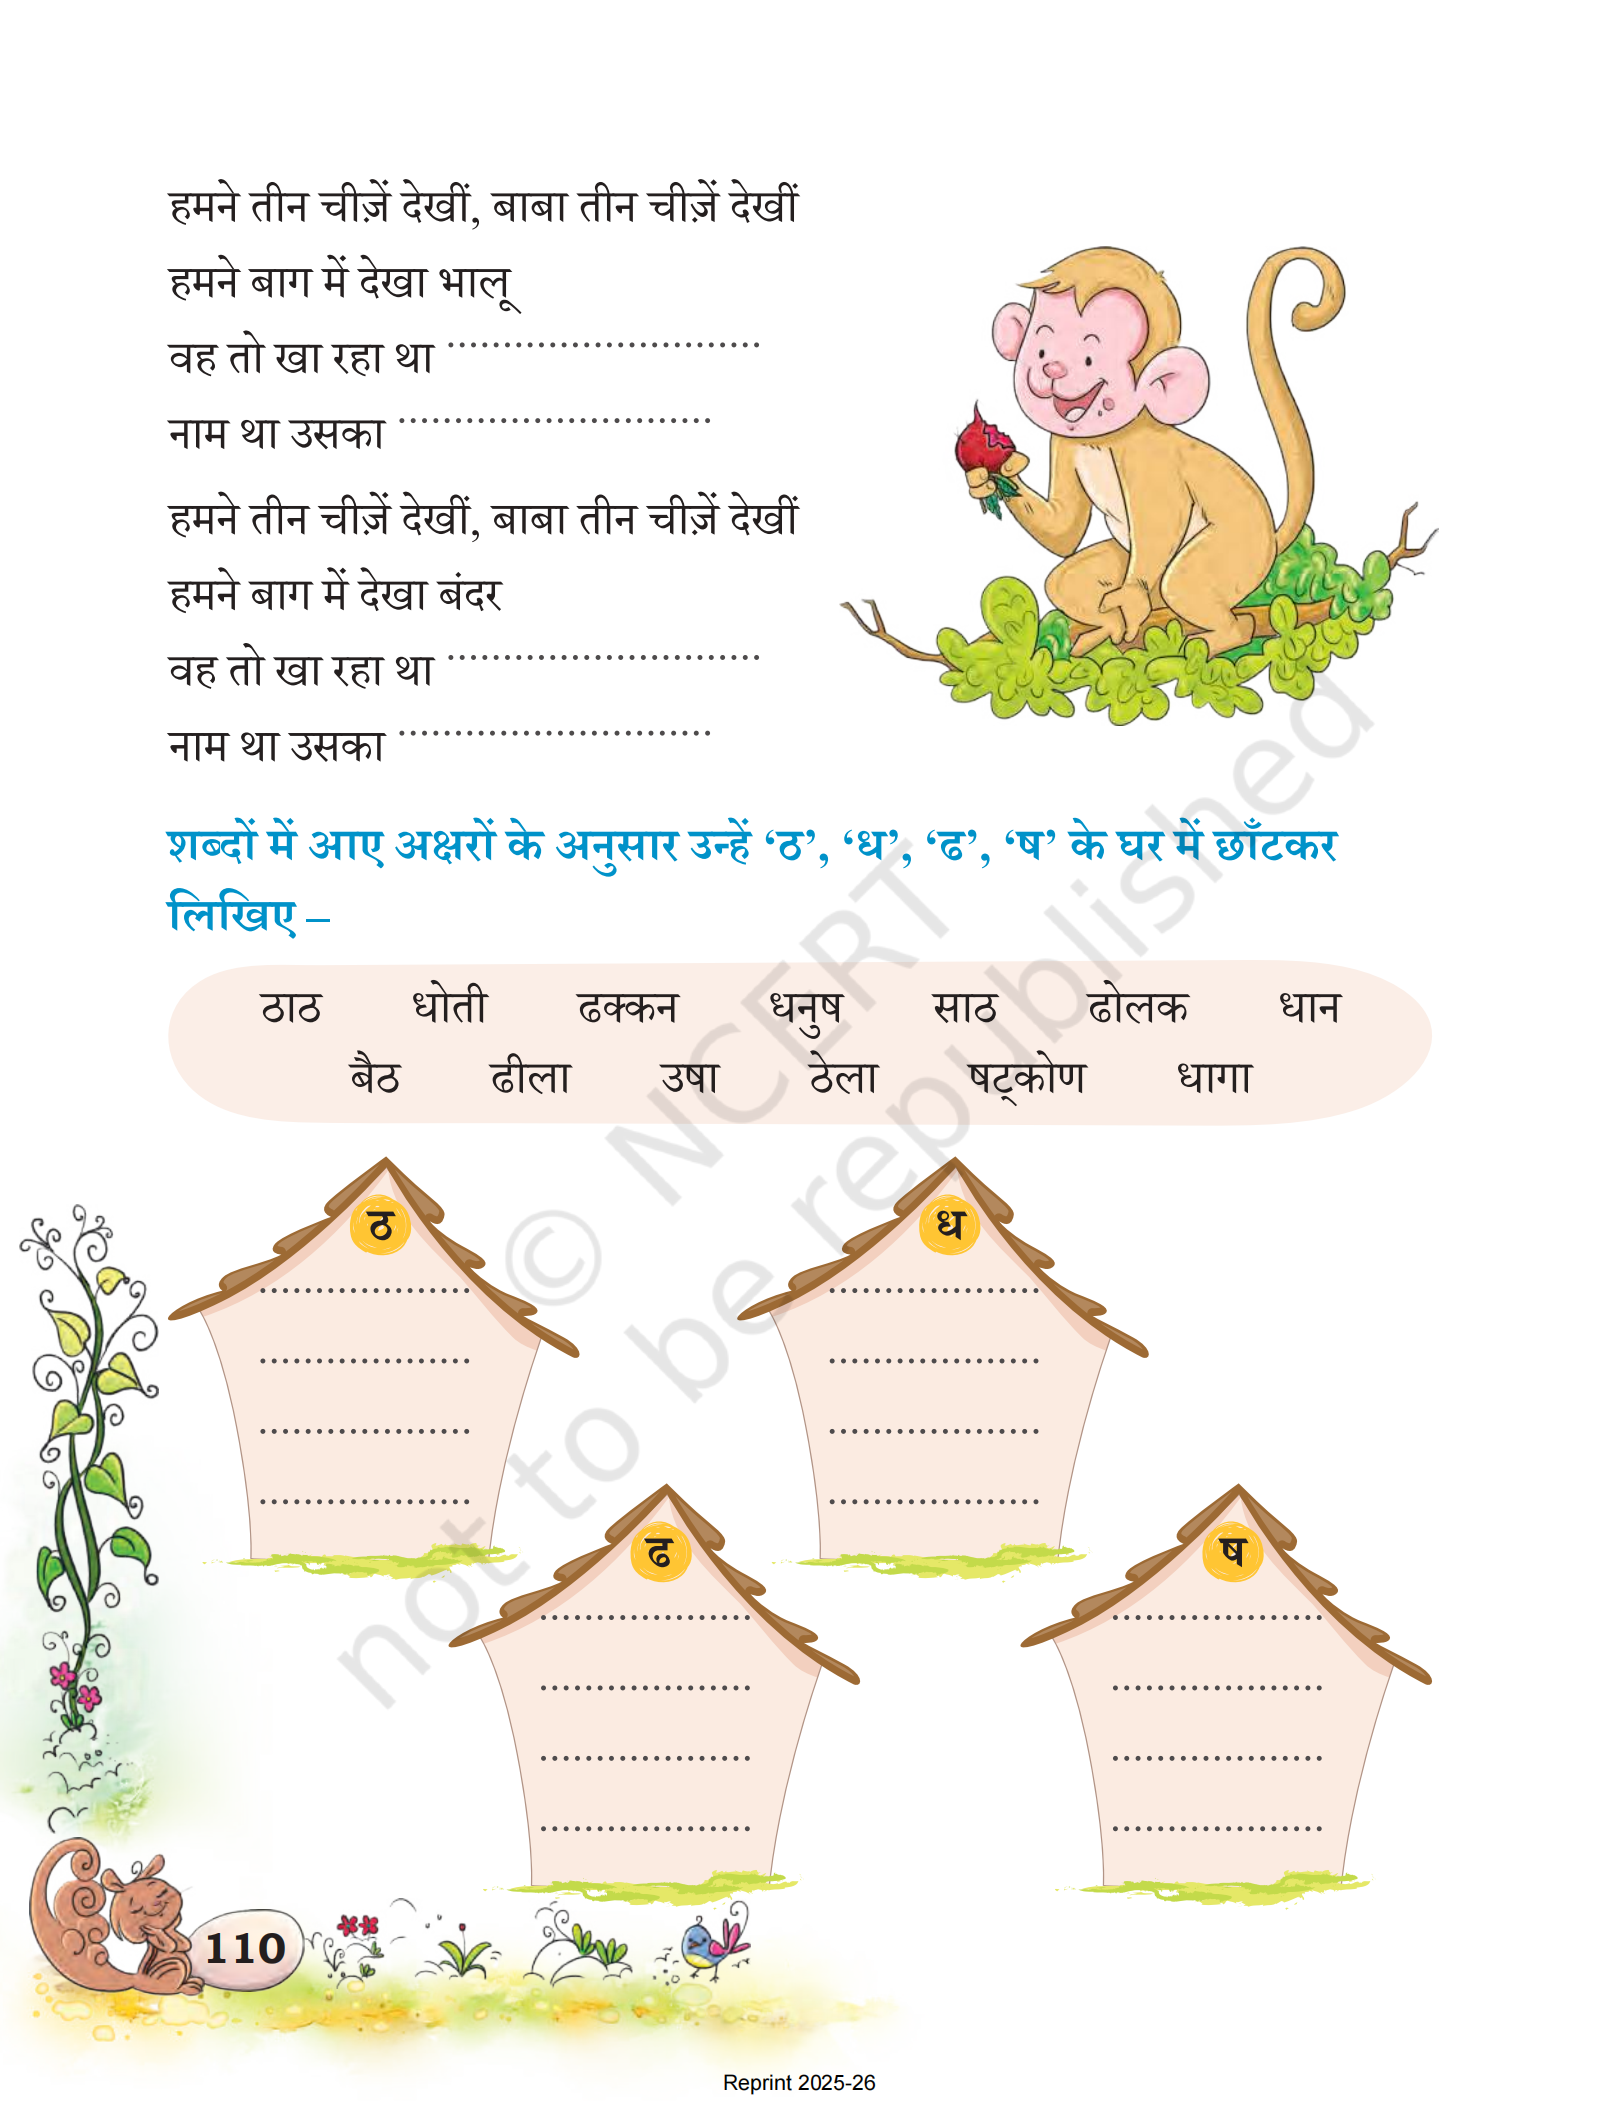 हमने तीन चीज़ें देखीं, बाबा तीन चीज़ें देखीं
हमने बाग में देखा भालू
वह तो खा रहा था ............................
नाम था उसका ............................
हमने तीन चीज़ें देखीं, बाबा तीन चीज़ें देखीं
हमने बाग में देखा बंदर
वह तो खा रहा था ............................
नाम था उसका ............................
शब्दों में आए अक्षरों के अनुसार उन्हें ‘ठ’, ‘ध’, ‘ढ’, ‘ष’ के घर में छाँटकर
लिखिए –
ठाठ धोती ढक्कन धनुष साठ ढोलक धान
बैठ ढीला उषा ठेला षट्कोण धागा
ठ
ध
ढ
ष
© NCERT
not to be republished
110
Reprint 2025-26